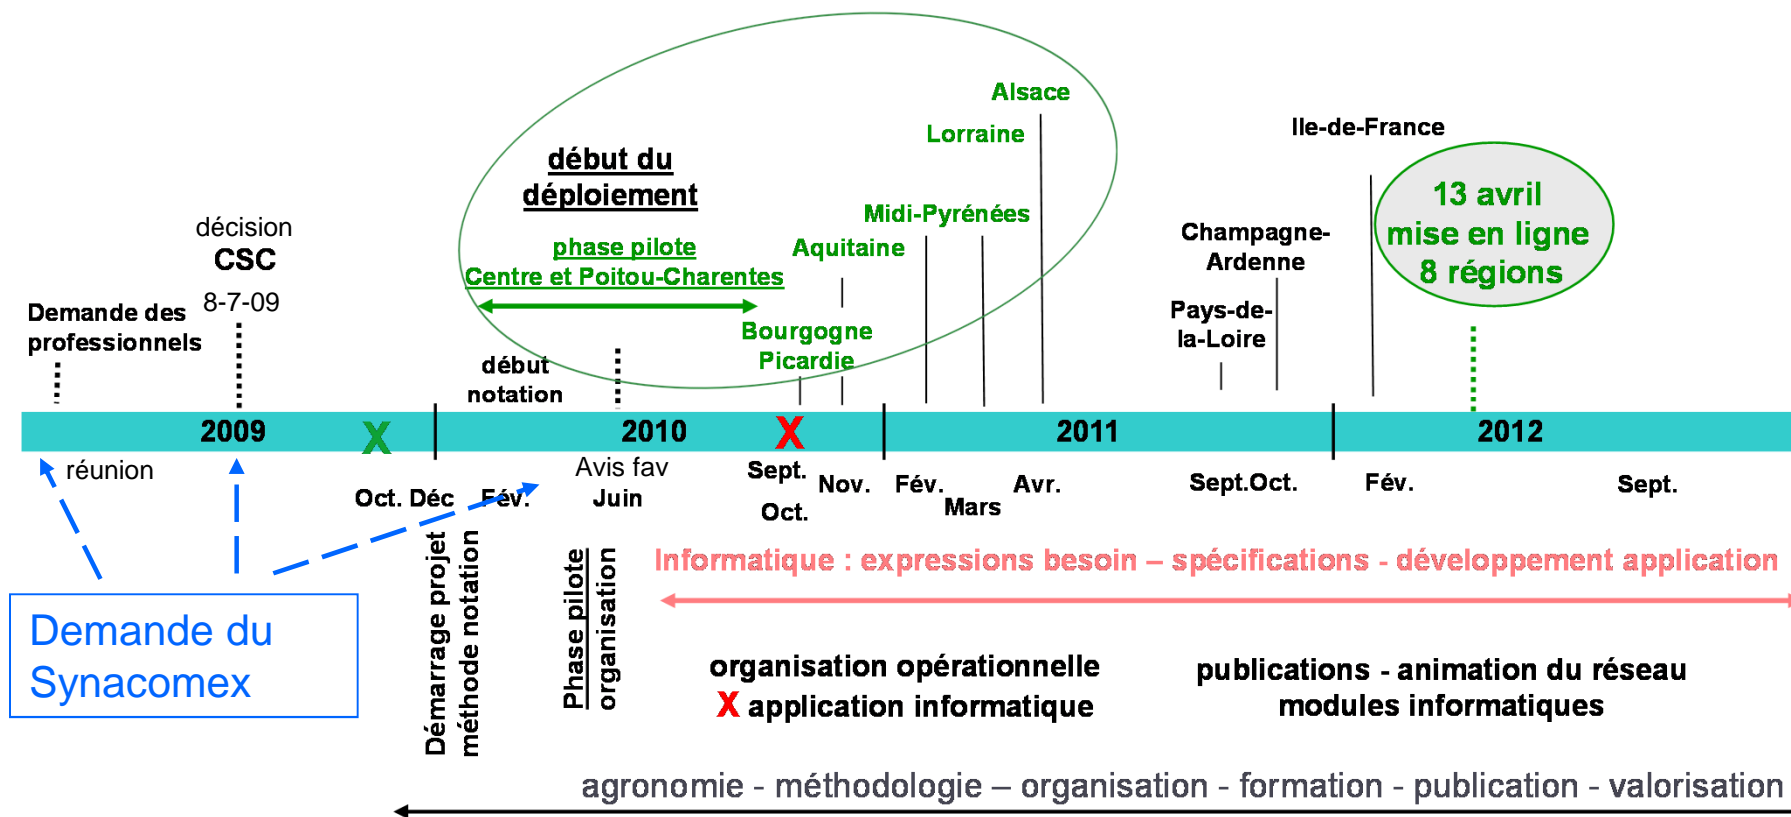 Alsace
Lorraine
Ile-de-France
début du
déploiement
13 avril
mise en ligne
8 régions
Midi-Pyrénées
décision
CSC
8-7-09
phase pilote
Centre et Poitou-Charentes
Aquitaine
Champagne-
Ardenne
Demande des
professionnels
Bourgogne
Picardie
Pays-de-
la-Loire
début
notation
2009
X
2010
X
2011
2012
réunion
Avis fav
Oct. Déc
Fév.
Juin
Sept.
Oct.
Nov.
Fév.
Mars
Avr.
Sept.Oct.
Fév.
Sept.
Démarrage projet
méthode notation
Phase pilote
organisation
Informatique : expressions besoin – spécifications - développement application
Demande du
Synacomex
organisation opérationnelle
X application informatique
publications - animation du réseau
modules informatiques
agronomie - méthodologie – organisation - formation - publication - valorisation